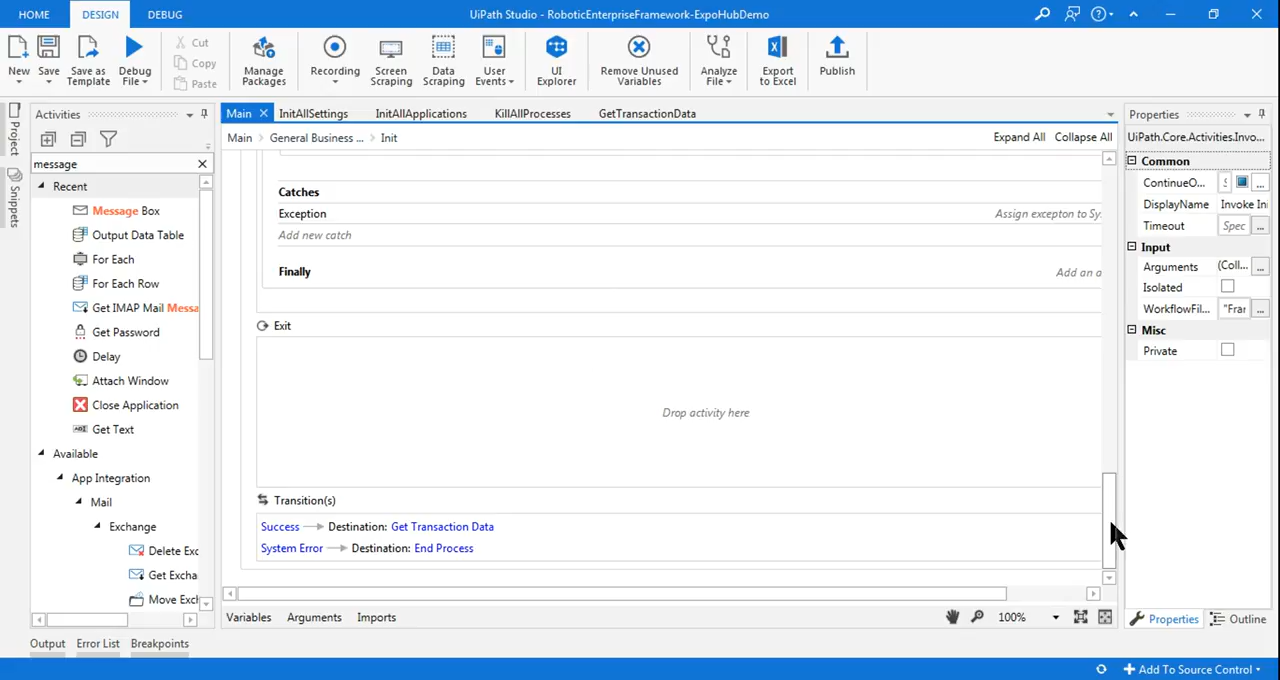 HOME DESIGN DEBUG UiPath Studio - RoboticEnterpriseFramework-ExpoHubDemo
New Save Save as Template Debug File Cut Copy Paste Manage Packages Recording Screen Scraping Data Scraping User Events UI Explorer Remove Unused Variables Analyze File Export to Excel Publish
Project
Snippets
Activities
message
Recent
Message Box
Output Data Table
For Each
For Each Row
Get IMAP Mail Messa
Get Password
Delay
Attach Window
Close Application
Get Text
Available
App Integration
Mail
Exchange
Delete Exc
Get Excha
Move Exch
Main InitAllSettings InitAllApplications KillAllProcesses GetTransactionData
Main > General Business ... > Init Expand All Collapse All
Catches
Exception Assign excepton to Sy
Add new catch
Finally Add an a
Exit
Drop activity here
Transition(s)
Success Destination: Get Transaction Data
System Error Destination: End Process
Variables Arguments Imports 100%
Properties
UiPath.Core.Activities.Invo...
Common
ContinueO... S ...
DisplayName Invoke Ini
Timeout Spec ...
Input
Arguments (Coll... ...
Isolated
WorkflowFil... "Frar ...
Misc
Private
Properties Outline
Output Error List Breakpoints
Add To Source Control